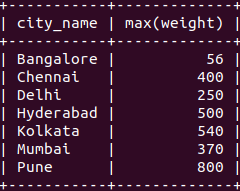 +------------+-------------+
| city_name | max(weight) |
+------------+-------------+
| Bangalore | 56 |
| Chennai | 400 |
| Delhi | 250 |
| Hyderabad | 500 |
| Kolkata | 540 |
| Mumbai | 370 |
| Pune | 800 |
+------------+-------------+